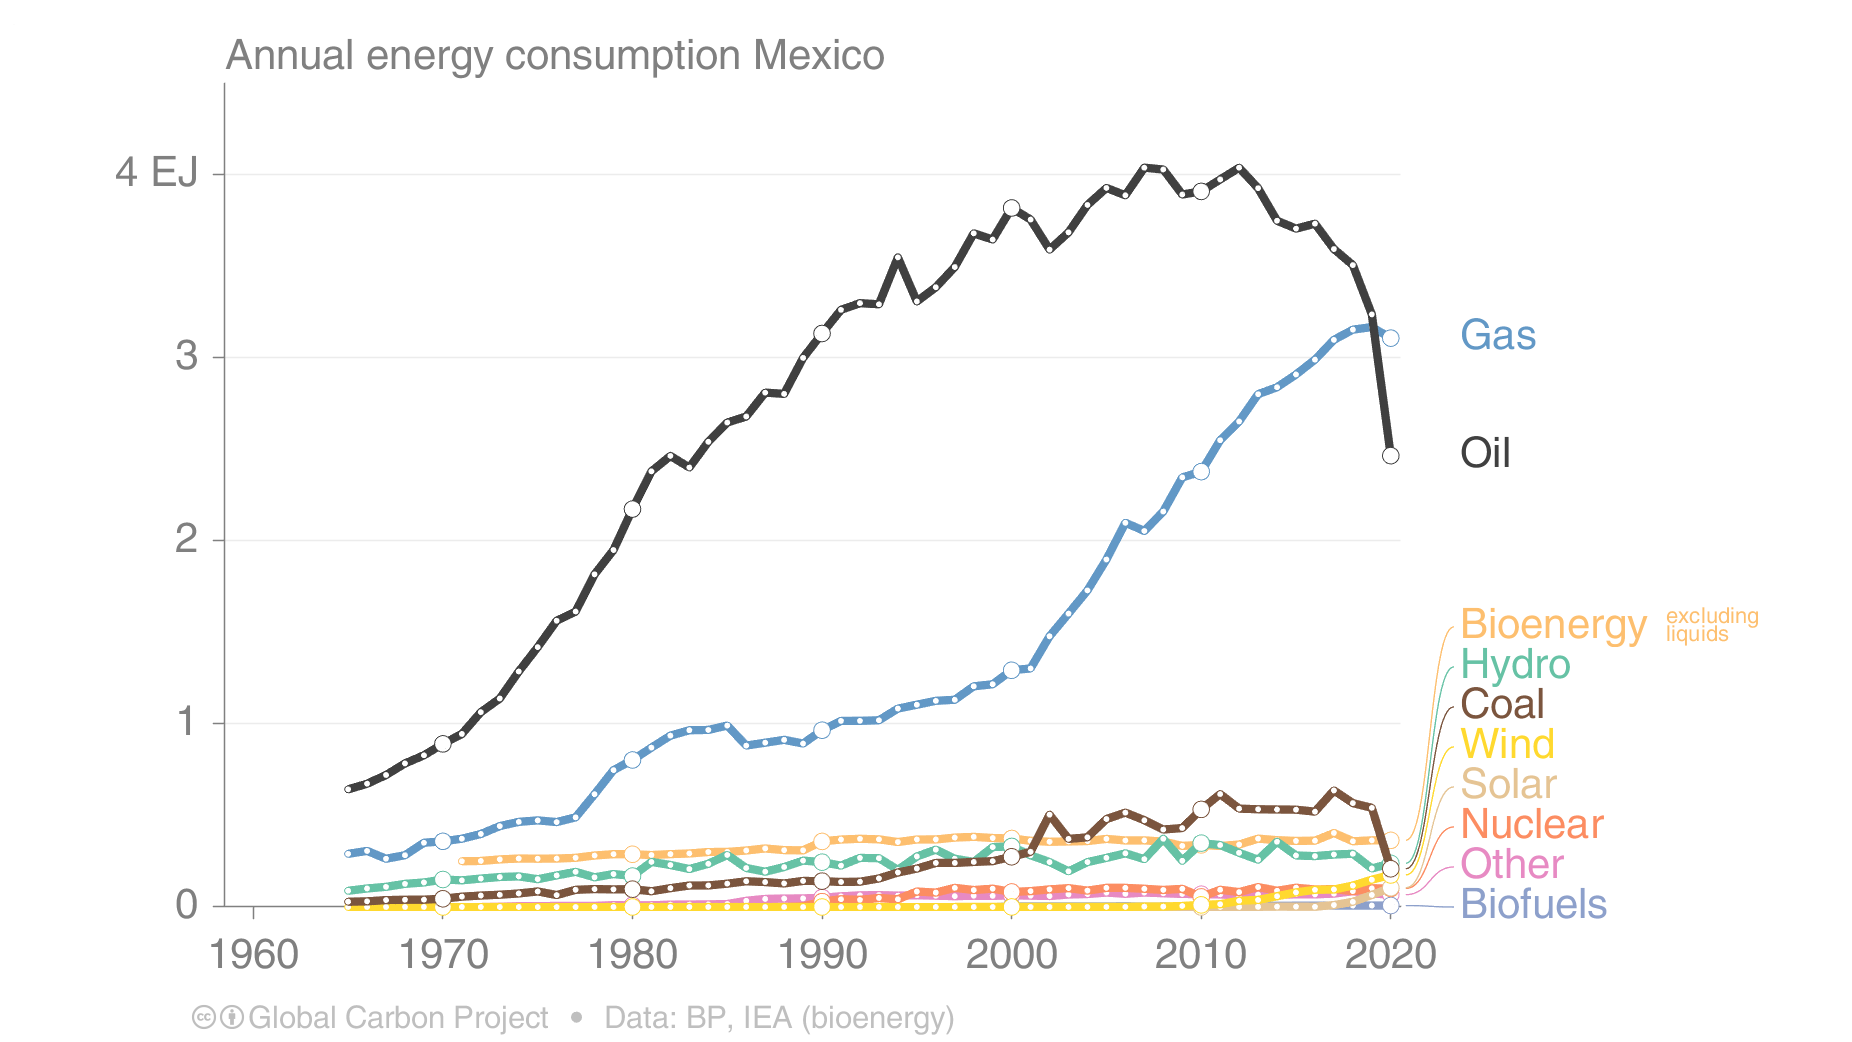 Annual energy consumption Mexico
4 EJ
3
2
1
0
1960 1970 1980 1990 2000 2010 2020
Gas
Oil
Bioenergy excluding liquids
Hydro
Coal
Wind
Solar
Nuclear
Other
Biofuels
cc Global Carbon Project • Data: BP, IEA (bioenergy)